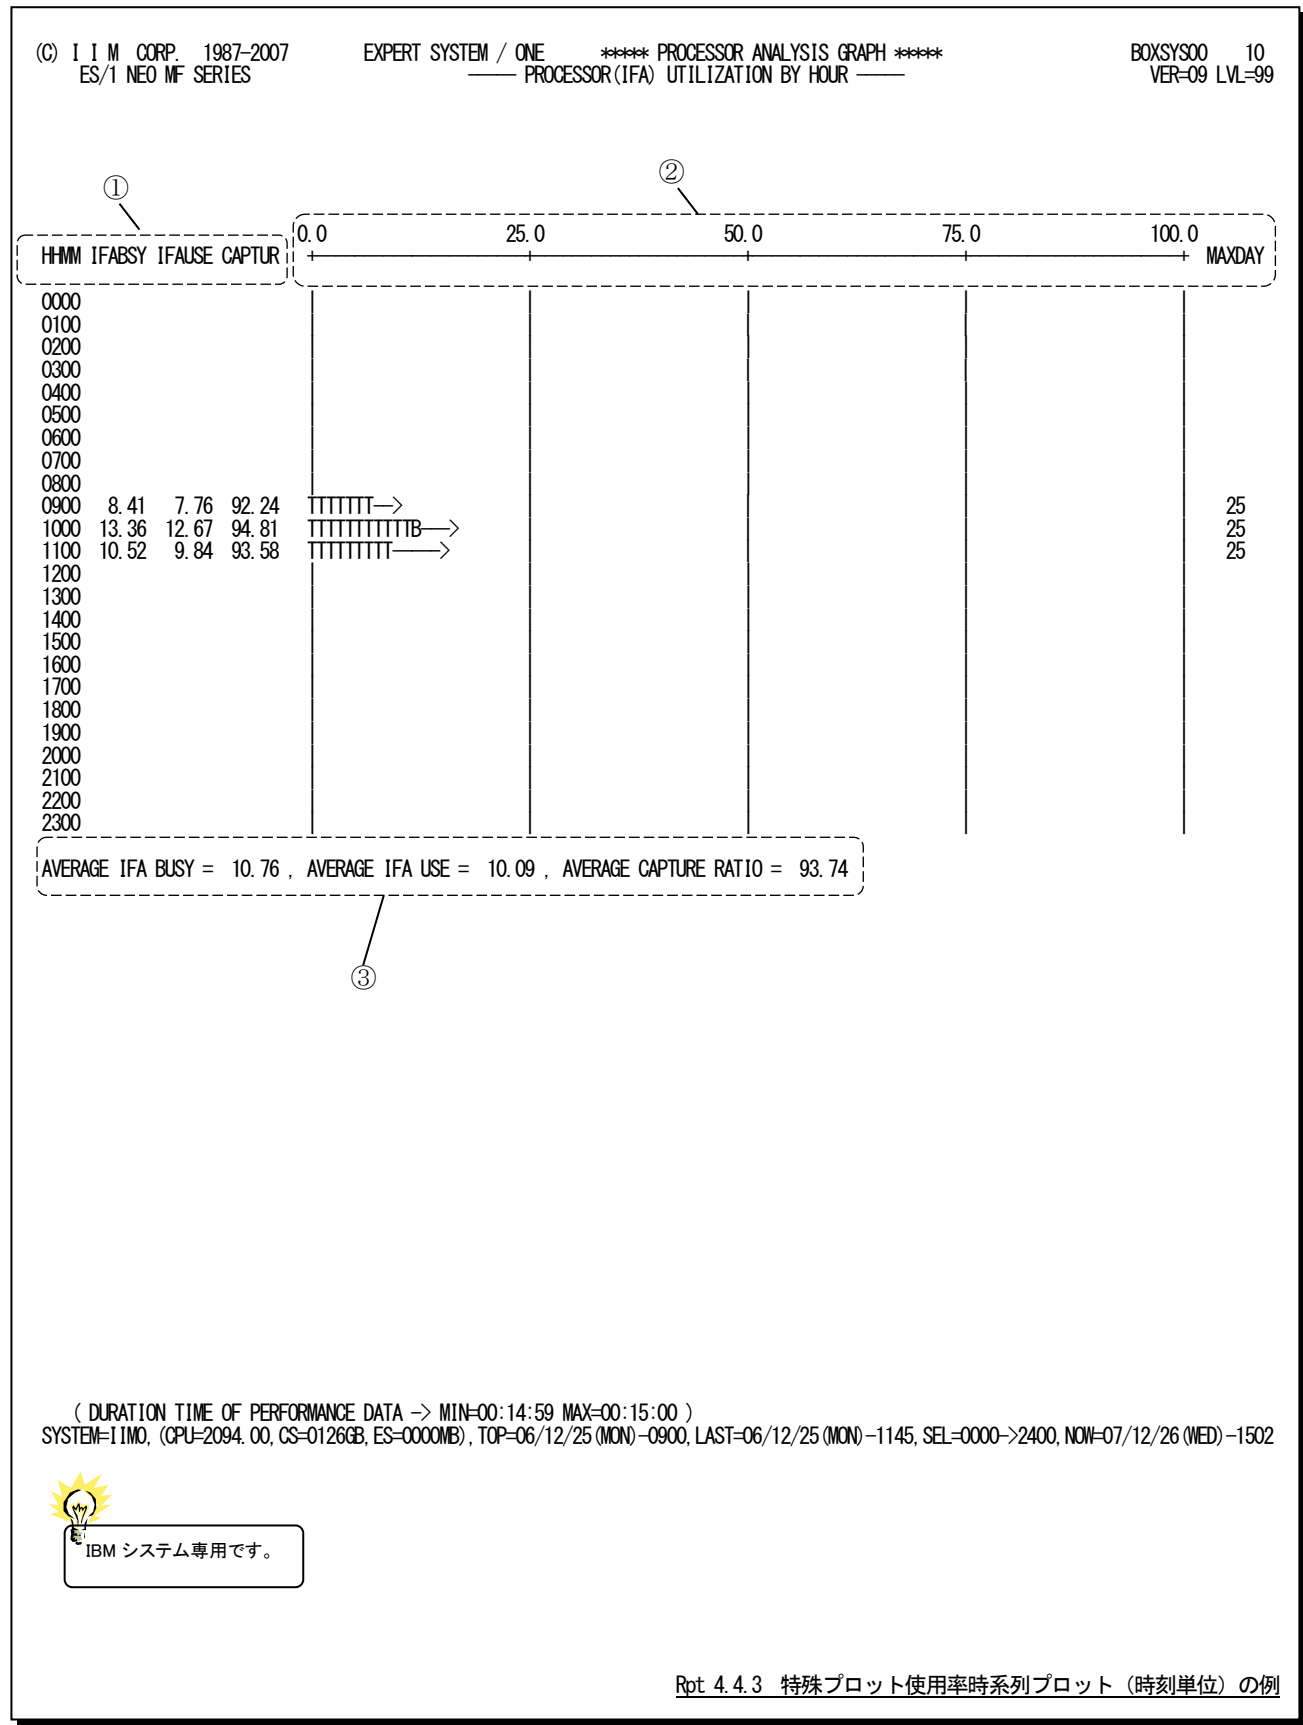 (C) I I M CORP. 1987-2007 EXPERT SYSTEM / ONE ***** PROCESSOR ANALYSIS GRAPH ***** BOXSYS00 10
ES/1 NEO MF SERIES ――― PROCESSOR(IFA) UTILIZATION BY HOUR ――― VER=09 LVL=99
① ②
0.0 25.0 50.0 75.0 100.0
HHMM IFABSY IFAUSE CAPTUR MAXDAY
0000
0100
0200
0300
0400
0500
0600
0700
0800
0900 8.41 7.76 92.24 TTTTTTT--> 25
1000 13.36 12.67 94.81 TTTTTTTTTTTB---> 25
1100 10.52 9.84 93.58 TTTTTTTTT-----> 25
1200
1300
1400
1500
1600
1700
1800
1900
2000
2100
2200
2300
AVERAGE IFA BUSY = 10.76 , AVERAGE IFA USE = 10.09 , AVERAGE CAPTURE RATIO = 93.74
③
( DURATION TIME OF PERFORMANCE DATA -> MIN=00:14:59 MAX=00:15:00 )
SYSTEM=IIM0,(CPU=2094.00,CS=0126GB,ES=0000MB),TOP=06/12/25(MON)-0900,LAST=06/12/25(MON)-1145,SEL=0000->2400,NOW=07/12/26(WED)-1502
IBM システム専用です。
Rpt 4.4.3 特殊プロット使用率時系列プロット（時刻単位）の例